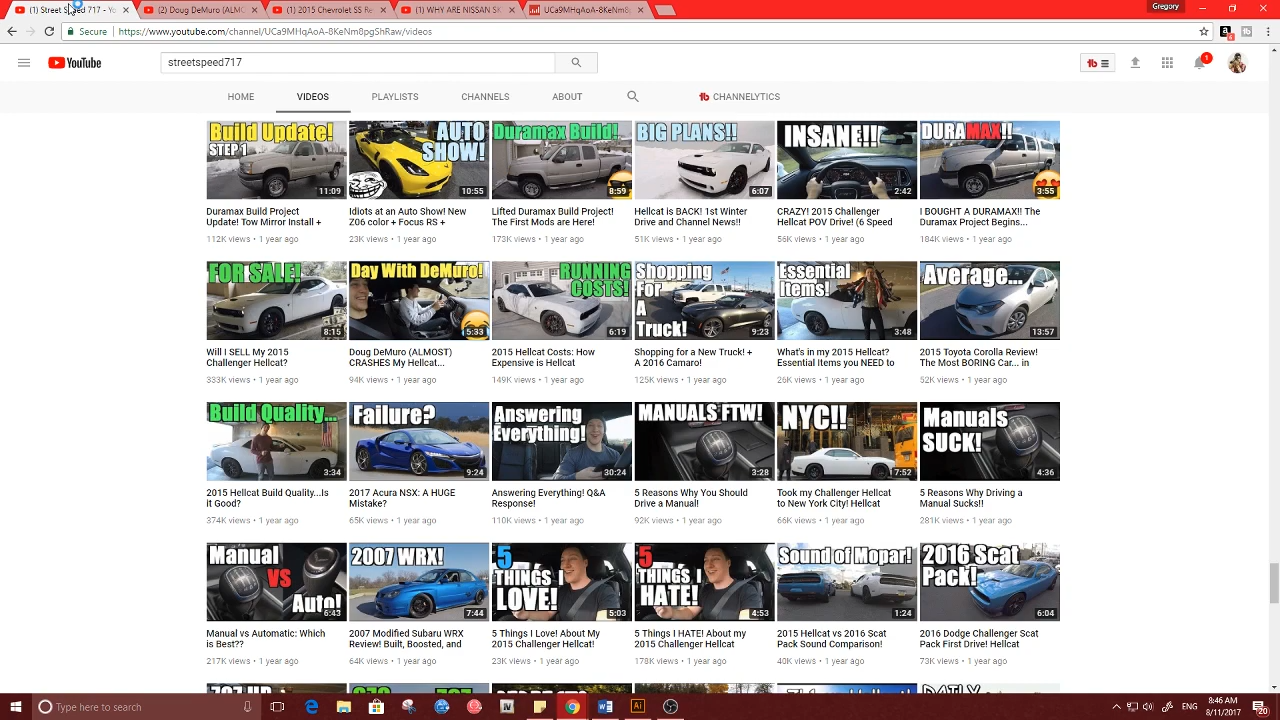 (1) Street Speed 717 - Yo
(2) Doug DeMuro (ALMO
(1) 2015 Chevrolet SS Re
(1) WHY ARE NISSAN SK
UCa9MHqAoA-8KeNm8
Gregory
Secure
https://www.youtube.com/channel/UCa9MHqAoA-8KeNm8pgShRaw/videos
YouTube
streetspeed717
tb
1
HOME VIDEOS PLAYLISTS CHANNELS ABOUT tb CHANNELYTICS
Build Update!
STEP 1
11:09
AUTO
SHOW!
10:55
Duramax Build!
8:59
BIG PLANS!!
6:07
INSANE!!
2:42
DURAMAX!!
3:55
Duramax Build Project
Update! Tow Mirror Install +
112K views • 1 year ago
Idiots at an Auto Show! New
Z06 color + Focus RS +
23K views • 1 year ago
Lifted Duramax Build Project!
The First Mods are Here!
173K views • 1 year ago
Hellcat is BACK! 1st Winter
Drive and Channel News!!
51K views • 1 year ago
CRAZY! 2015 Challenger
Hellcat POV Drive! (6 Speed
56K views • 1 year ago
I BOUGHT A DURAMAX!! The
Duramax Project Begins...
184K views • 1 year ago
FOR SALE!
8:15
Day With DeMuro!
5:33
RUNNING
COSTS!
6:19
Shopping
For
A
Truck!
9:23
Essential
Items!
3:48
Average...
13:57
Will I SELL My 2015
Challenger Hellcat?
333K views • 1 year ago
Doug DeMuro (ALMOST)
CRASHES My Hellcat...
94K views • 1 year ago
2015 Hellcat Costs: How
Expensive is Hellcat
149K views • 1 year ago
Shopping for a New Truck! +
A 2016 Camaro!
125K views • 1 year ago
What's in my 2015 Hellcat?
Essential Items you NEED to
26K views • 1 year ago
2015 Toyota Corolla Review!
The Most BORING Car... in
52K views • 1 year ago
Build Quality...
3:34
Failure?
9:24
Answering
Everything!
30:24
MANUALS FTW!
3:28
NYC!!
7:52
Manuals
SUCK!
4:36
2015 Hellcat Build Quality...Is
it Good?
374K views • 1 year ago
2017 Acura NSX: A HUGE
Mistake?
65K views • 1 year ago
Answering Everything! Q&A
Response!
110K views • 1 year ago
5 Reasons Why You Should
Drive a Manual!
92K views • 1 year ago
Took my Challenger Hellcat
to New York City! Hellcat
66K views • 1 year ago
5 Reasons Why Driving a
Manual Sucks!!
281K views • 1 year ago
Manual
VS
Auto!
6:43
2007 WRX!
7:44
5
THINGS I
LOVE!
5:03
5
THINGS I
HATE!
4:53
Sound of Mopar!
1:24
2016 Scat
Pack!
6:04
Manual vs Automatic: Which
is Best??
217K views • 1 year ago
2007 Modified Subaru WRX
Review! Built, Boosted, and
64K views • 1 year ago
5 Things I Love! About My
2015 Challenger Hellcat!
23K views • 1 year ago
5 Things I HATE! About my
2015 Challenger Hellcat
178K views • 1 year ago
2015 Hellcat vs 2016 Scat
Pack Sound Comparison!
40K views • 1 year ago
2016 Dodge Challenger Scat
Pack First Drive! Hellcat
73K views • 1 year ago
Type here to search
ENG
8:46 AM
8/11/2017
20